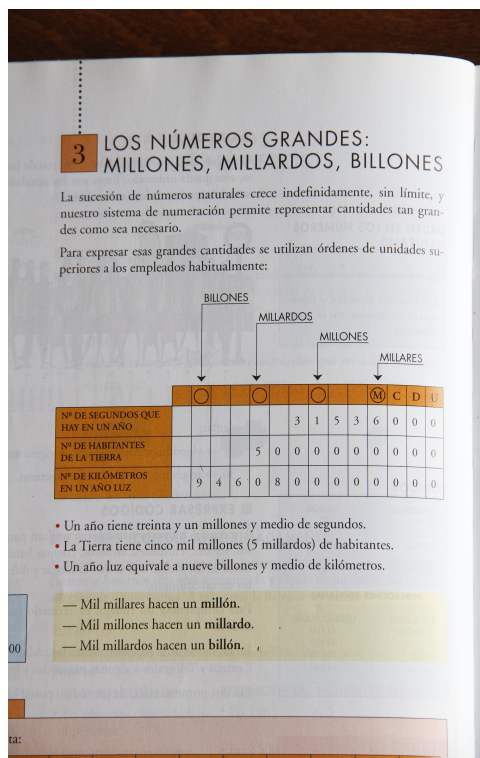 3
LOS NÚMEROS GRANDES:
MILLONES, MILLARDOS, BILLONES
La sucesión de números naturales crece indefinidamente, sin límite, y
nuestro sistema de numeración permite representar cantidades tan gran-
des como sea necesario.
Para expresar esas grandes cantidades se utilizan órdenes de unidades su-
periores a los empleados habitualmente:
BILLONES
MILLARDOS
MILLONES
MILLARES
M C D U
Nº DE SEGUNDOS QUE
HAY EN UN AÑO
3 1 5 3 6 0 0 0
Nº DE HABITANTES
DE LA TIERRA
5 0 0 0 0 0 0 0 0 0
Nº DE KILÓMETROS
EN UN AÑO LUZ
9 4 6 0 8 0 0 0 0 0 0 0 0
• Un año tiene treinta y un millones y medio de segundos.
• La Tierra tiene cinco mil millones (5 millardos) de habitantes.
• Un año luz equivale a nueve billones y medio de kilómetros.
— Mil millares hacen un millón.
— Mil millones hacen un millardo.
— Mil millardos hacen un billón.
00
ta: